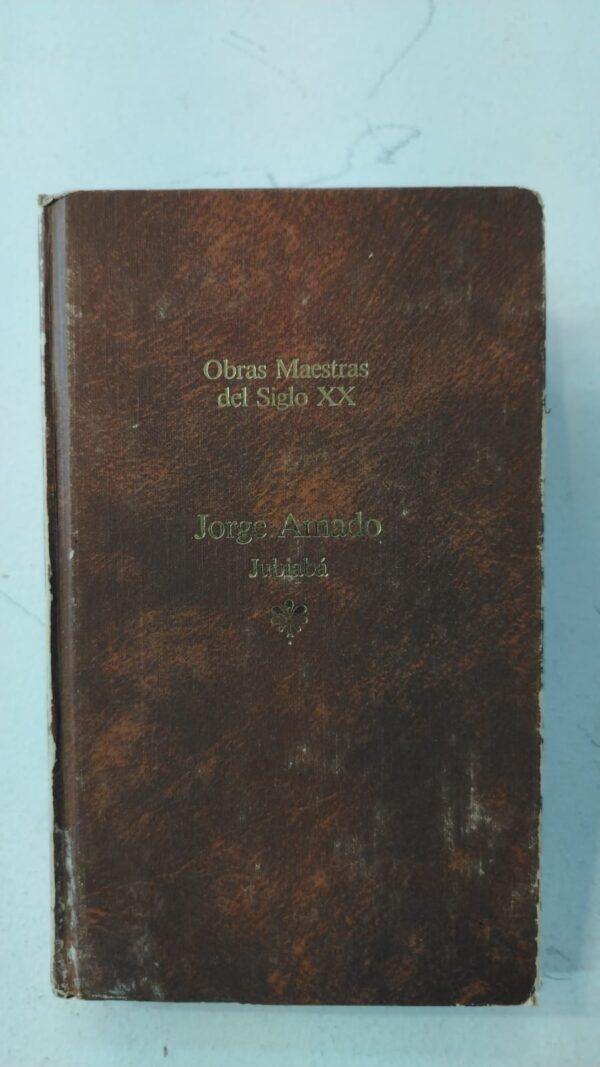 Obras Maestras
del Siglo XX
Jorge Amado
Jubiabá